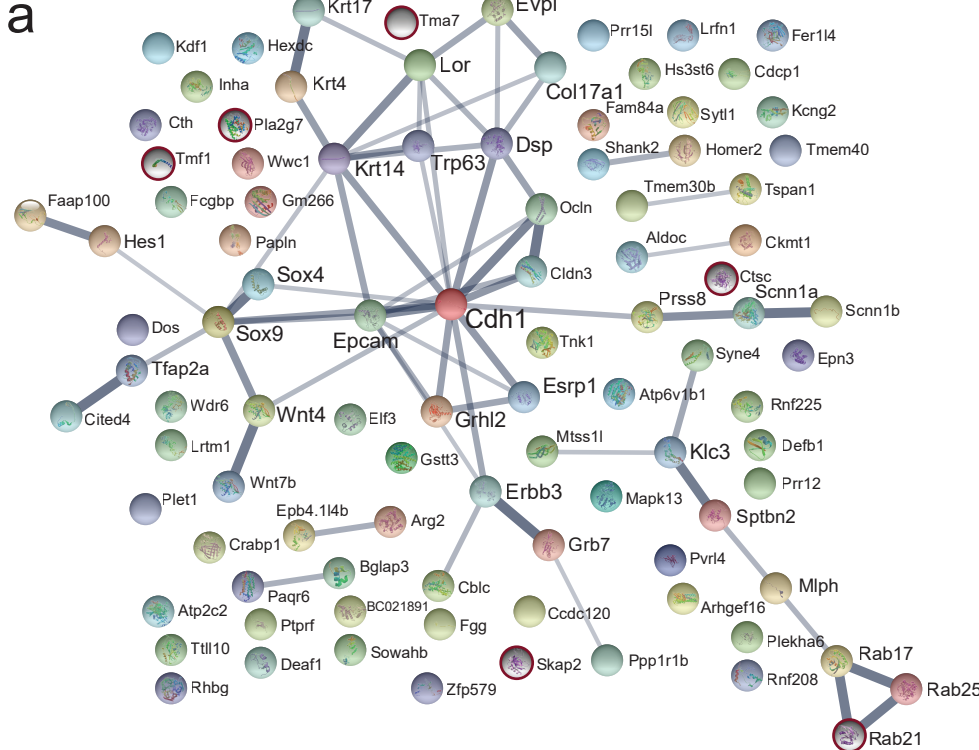 a
Krt17
Tma7
Evpl
Prr15l
Lrfn1
Fer1l4
Kdf1
Hexdc
Lor
Hs3st6
Cdcp1
Inha
Krt4
Col17a1
Fam84a
Sytl1
Kcng2
Cth
Pla2g7
Dsp
Shank2
Homer2
Tmem40
Tmf1
Wwc1
Krt14
Trp63
Tmem30b
Tspan1
Faap100
Fcgbp
Gm266
Ocln
Hes1
Papln
Aldoc
Ckmt1
Sox4
Cldn3
Ctsc
Scnn1a
Prss8
Scnn1b
Dos
Sox9
Epcam
Cdh1
Tnk1
Syne4
Epn3
Tfap2a
Esrp1
Atp6v1b1
Rnf225
Cited4
Wdr6
Wnt4
Elf3
Grhl2
Lrtm1
Gstt3
Mtss1l
Klc3
Defb1
Wnt7b
Erbb3
Mapk13
Prr12
Plet1
Epb4.1l4b
Arg2
Sptbn2
Crabp1
Grb7
Pvrl4
Paqr6
Bglap3
Cblc
Mlph
Atp2c2
Ptprf
BC021891
Fgg
Ccdc120
Arhgef16
Ttll10
Deaf1
Sowahb
Skap2
Ppp1r1b
Plekha6
Rab17
Rhbg
Zfp579
Rnf208
Rab25
Rab21